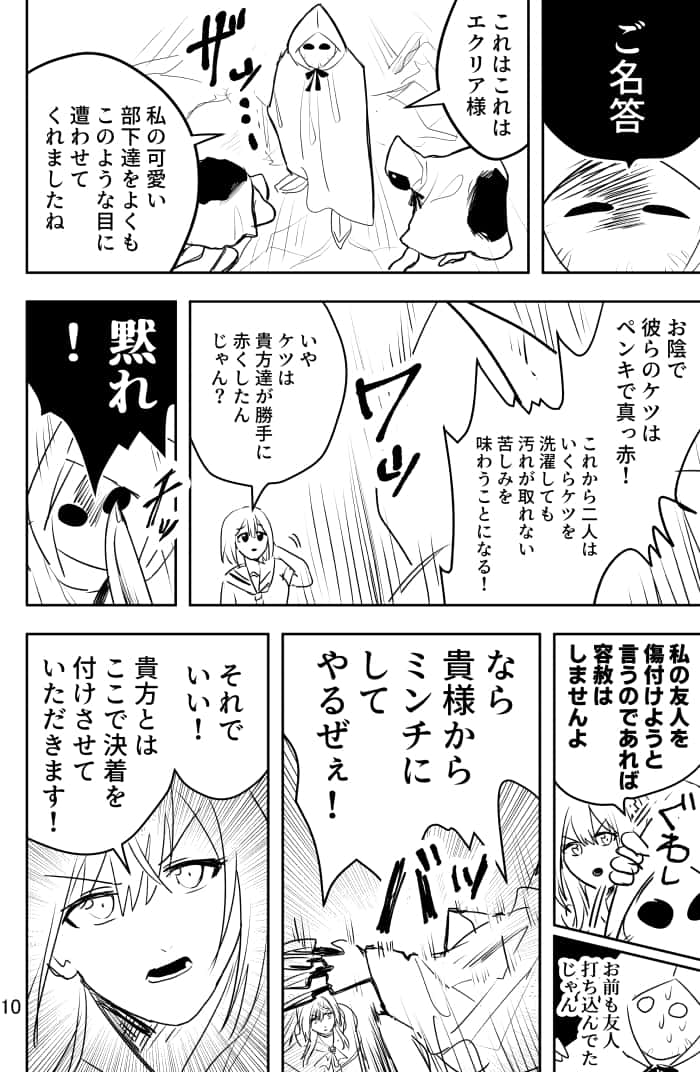 ご名答
これはこれは
エクリア様
ザッ…
私の可愛い
部下達をよくも
このような目に
遭わせて
くれましたね
お陰で
彼らのケツは
ペンキで真っ赤！
これから二人は
いくらケツを
洗濯しても
汚れが取れない
苦しみを
味わうことになる！
ワッ
いや
ケツは
貴方達が勝手に
赤くしたん
じゃん？
黙れ
！
私の友人を
傷付けようと
言うのであれば
容赦は
しませんよ
ぐわし
お前も友人
打ち込んでた
じゃん
なら
貴様から
ミンチに
して
やるぜぇ！
それで
いい！
貴方とは
ここで決着を
付けさせて
いただきます！
10